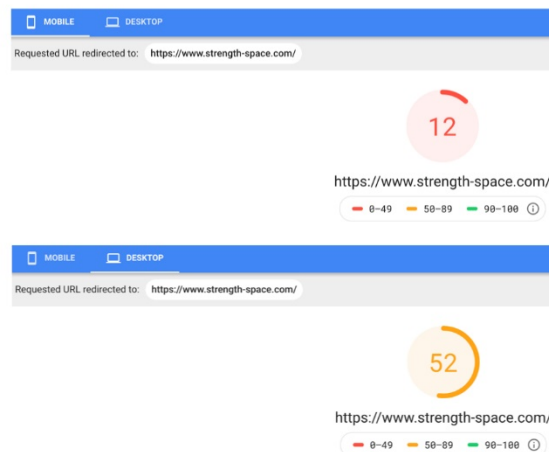 MOBILE DESKTOP
Requested URL redirected to: https://www.strength-space.com/
12
https://www.strength-space.com/
0–49 50–89 90–100
MOBILE DESKTOP
Requested URL redirected to: https://www.strength-space.com/
52
https://www.strength-space.com/
0–49 50–89 90–100